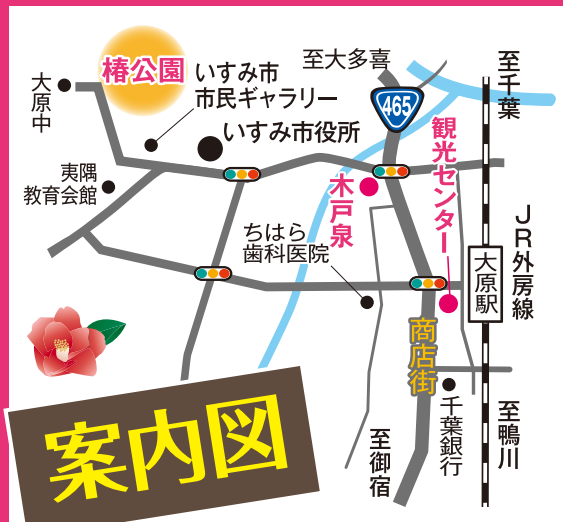 椿公園
大原中
いすみ市
市民ギャラリー
いすみ市役所
夷隅
教育会館
至大多喜
465
至千葉
観光センター
木戸泉
ちはら
歯科医院
JR外房線
大原駅
商店街
千葉銀行
至御宿
至鴨川
案内図